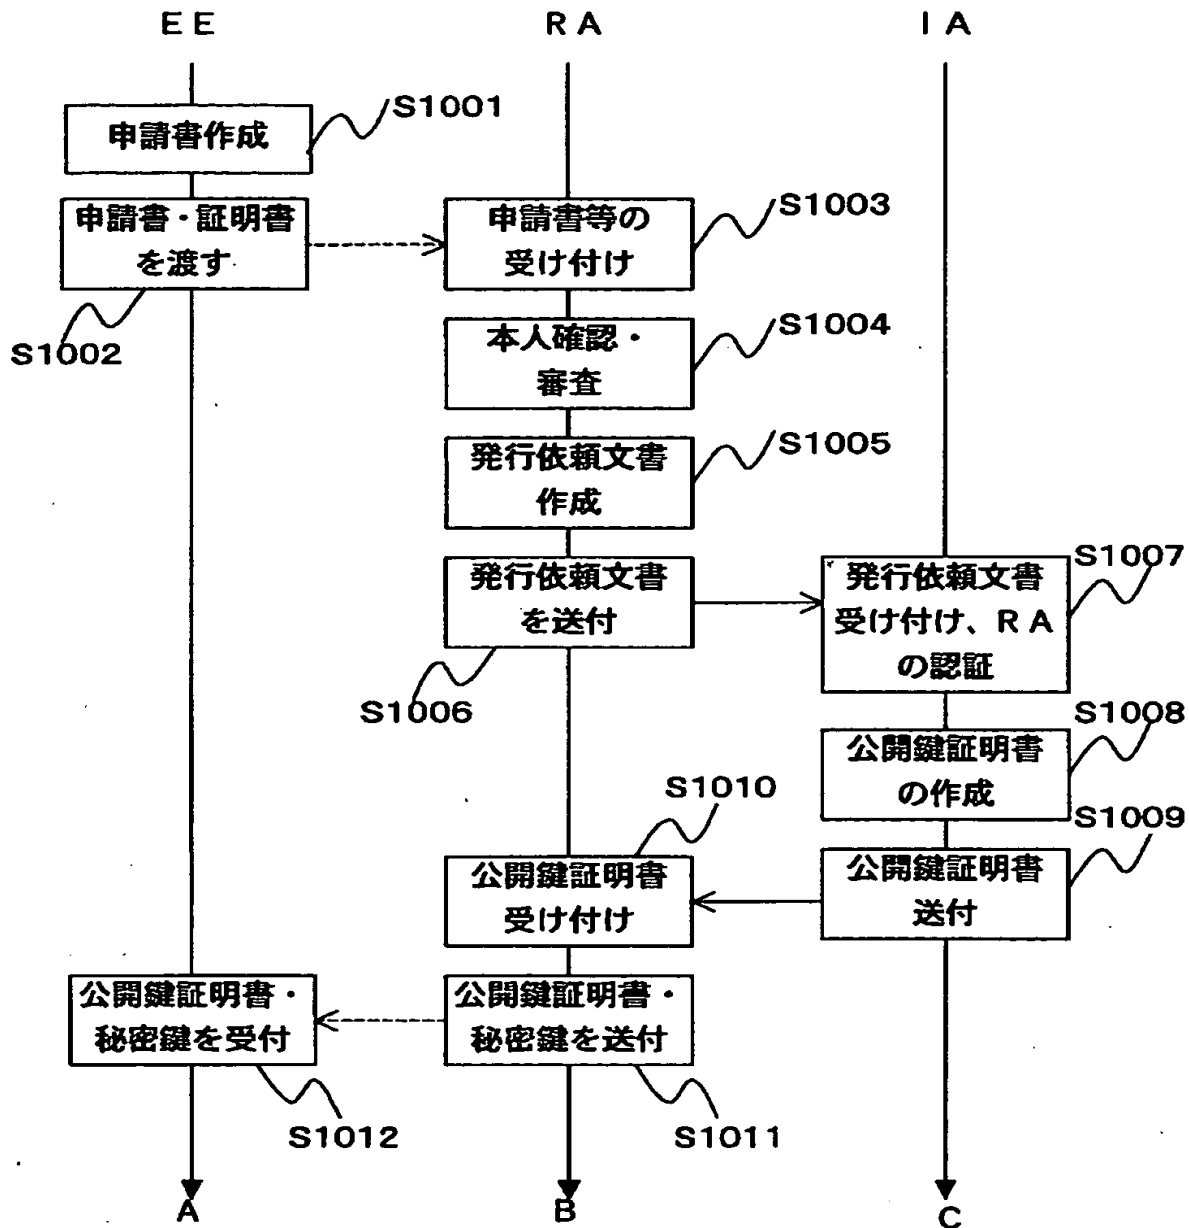 EE
RA
IA
申請書作成
S1001
申請書・証明書
を渡す
S1002
申請書等の
受け付け
S1003
本人確認・
審査
S1004
発行依頼文書
作成
S1005
発行依頼文書
を送付
S1006
発行依頼文書
受け付け、RA
の認証
S1007
公開鍵証明書
の作成
S1008
公開鍵証明書
送付
S1009
公開鍵証明書
受け付け
S1010
公開鍵証明書・
秘密鍵を送付
S1011
公開鍵証明書・
秘密鍵を受付
S1012
A
B
C